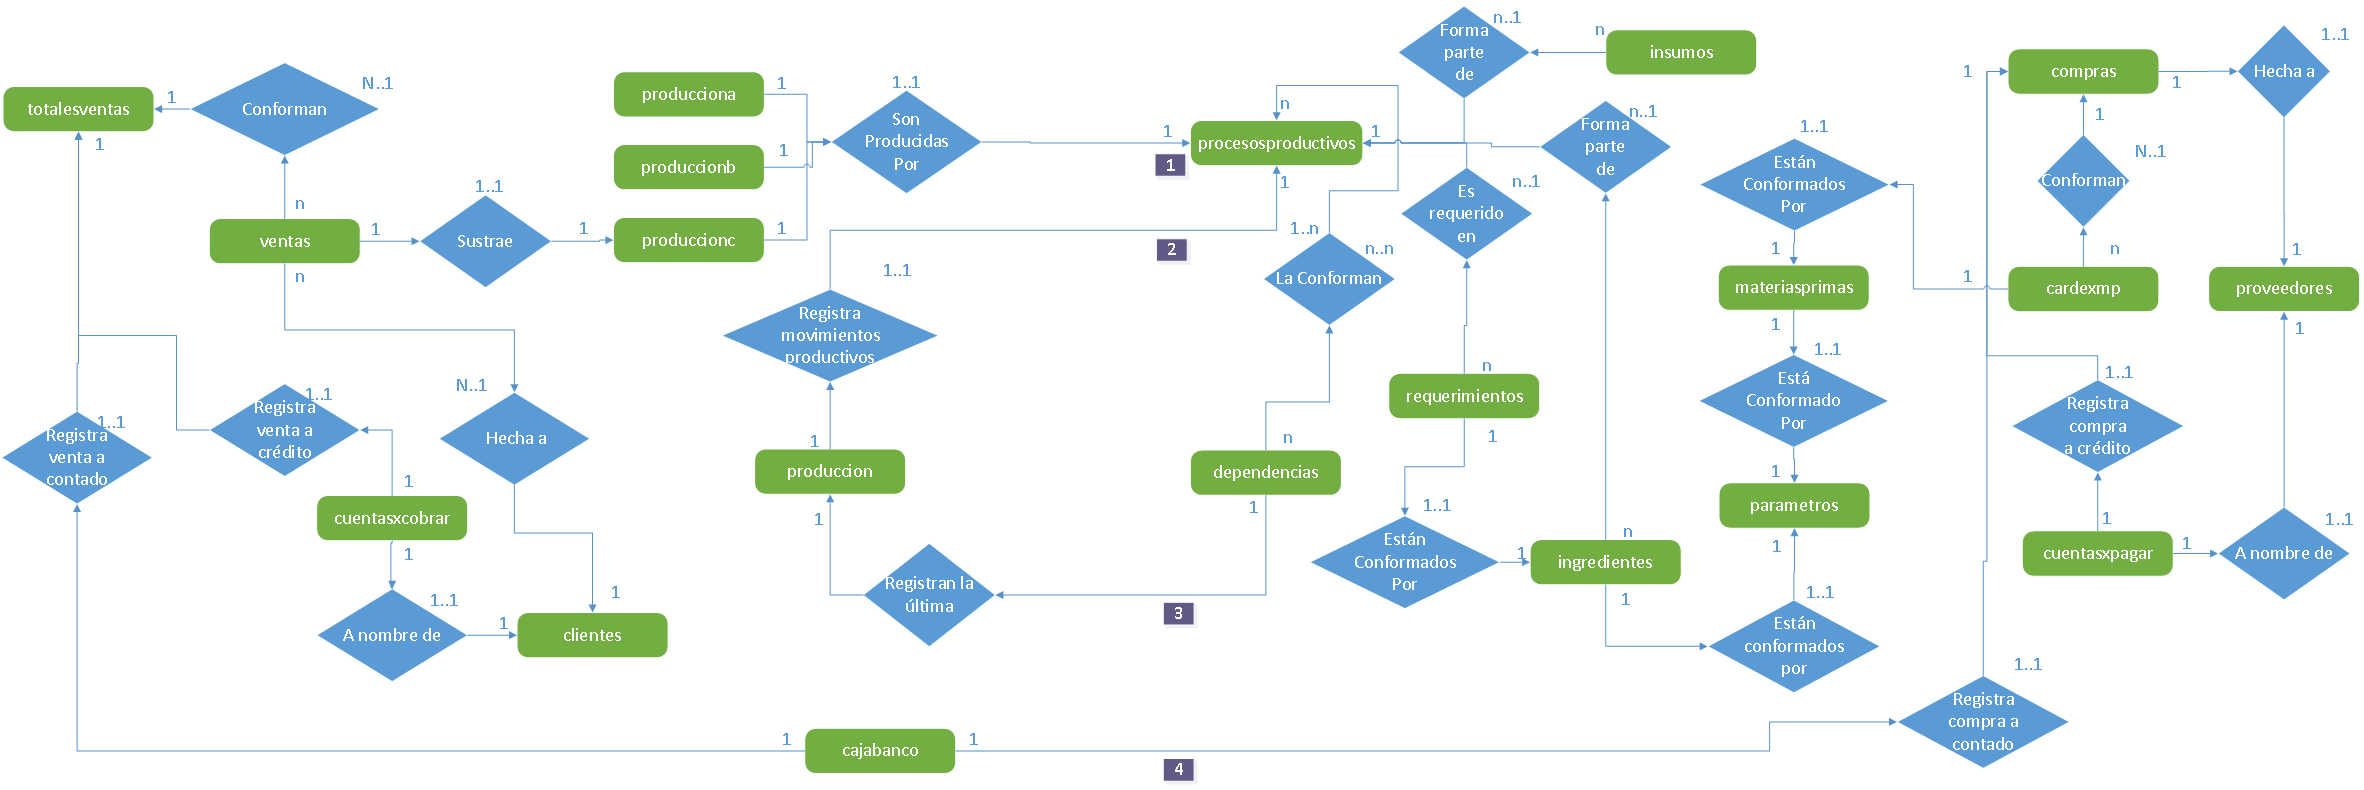 n..1
Forma
parte
de
n
insumos
1..1
Hecha a
1
compras
1
N..1
Conforman
1
totalesventas
1
1
producciona
1..1
Son
Producidas
Por
1
n
procesosproductivos
1
n..1
Forma
parte
de
1..1
Están
Conformados
Por
1
N..1
Conforman
1
produccionb
1
1
1
Es
requerido
en
n..1
n
ventas
1
1..1
Sustrae
1
produccionc
1
n
2
1..n
n..n
La Conforman
1
materiasprimas
1
1
n
cardexmp
1
proveedores
1
1..1
Registra
movimientos
productivos
1..1
Está
Conformado
Por
1..1
Registra
compra
a crédito
N..1
Hecha a
1..1
Registra
venta a
crédito
1..1
Registra
venta a
contado
n
requerimientos
1
1
produccion
1
n
dependencias
1
1
parametros
1
1
cuentasxcobrar
1
1..1
Están
Conformados
Por
1
n
ingredientes
1
1
cuentasxpagar
1
1..1
A nombre de
Registran la
última
3
1..1
A nombre de
1
1
clientes
1..1
Están
conformados
por
1..1
Registra
compra a
contado
1
cajabanco
1
4